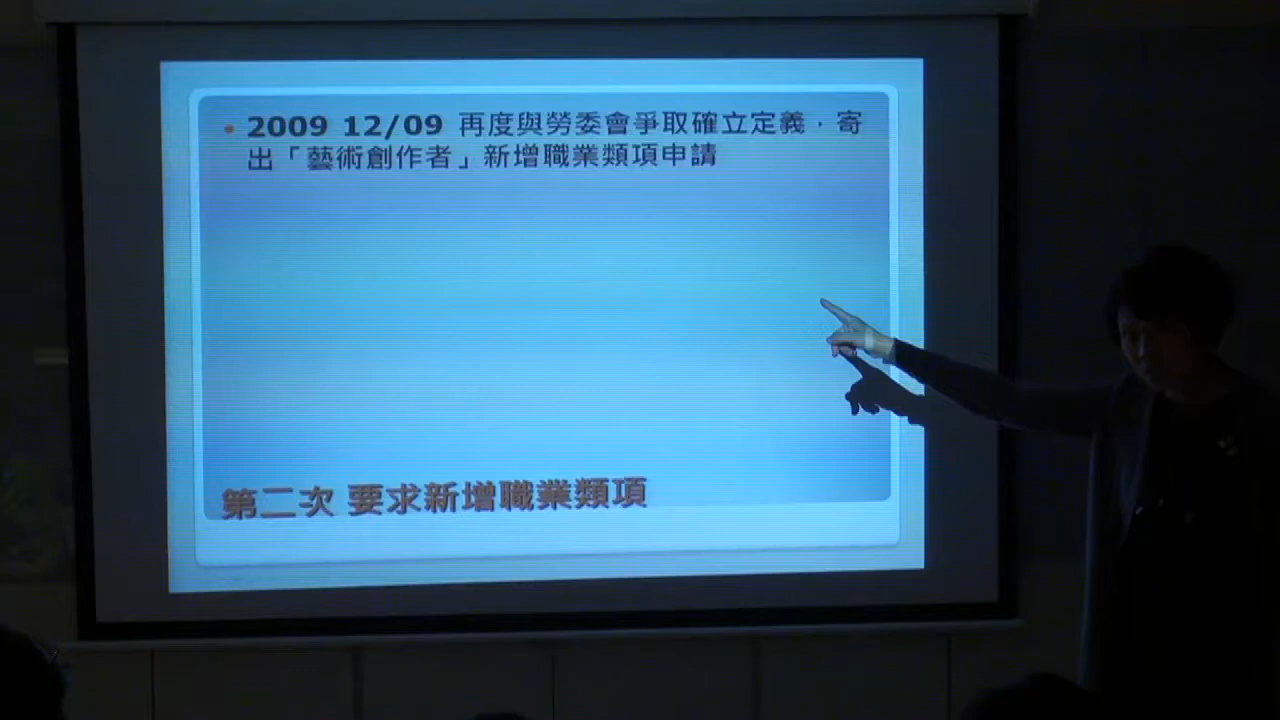 • 2009 12/09 再度與勞委會爭取確立定義，寄
出「藝術創作者」新增職業類項申請
第二次 要求新增職業類項